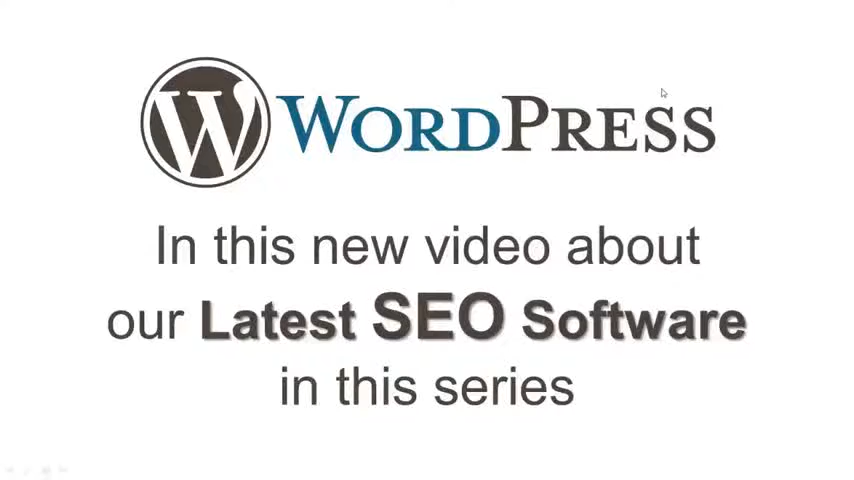 W WordPress
In this new video about
our Latest SEO Software
in this series